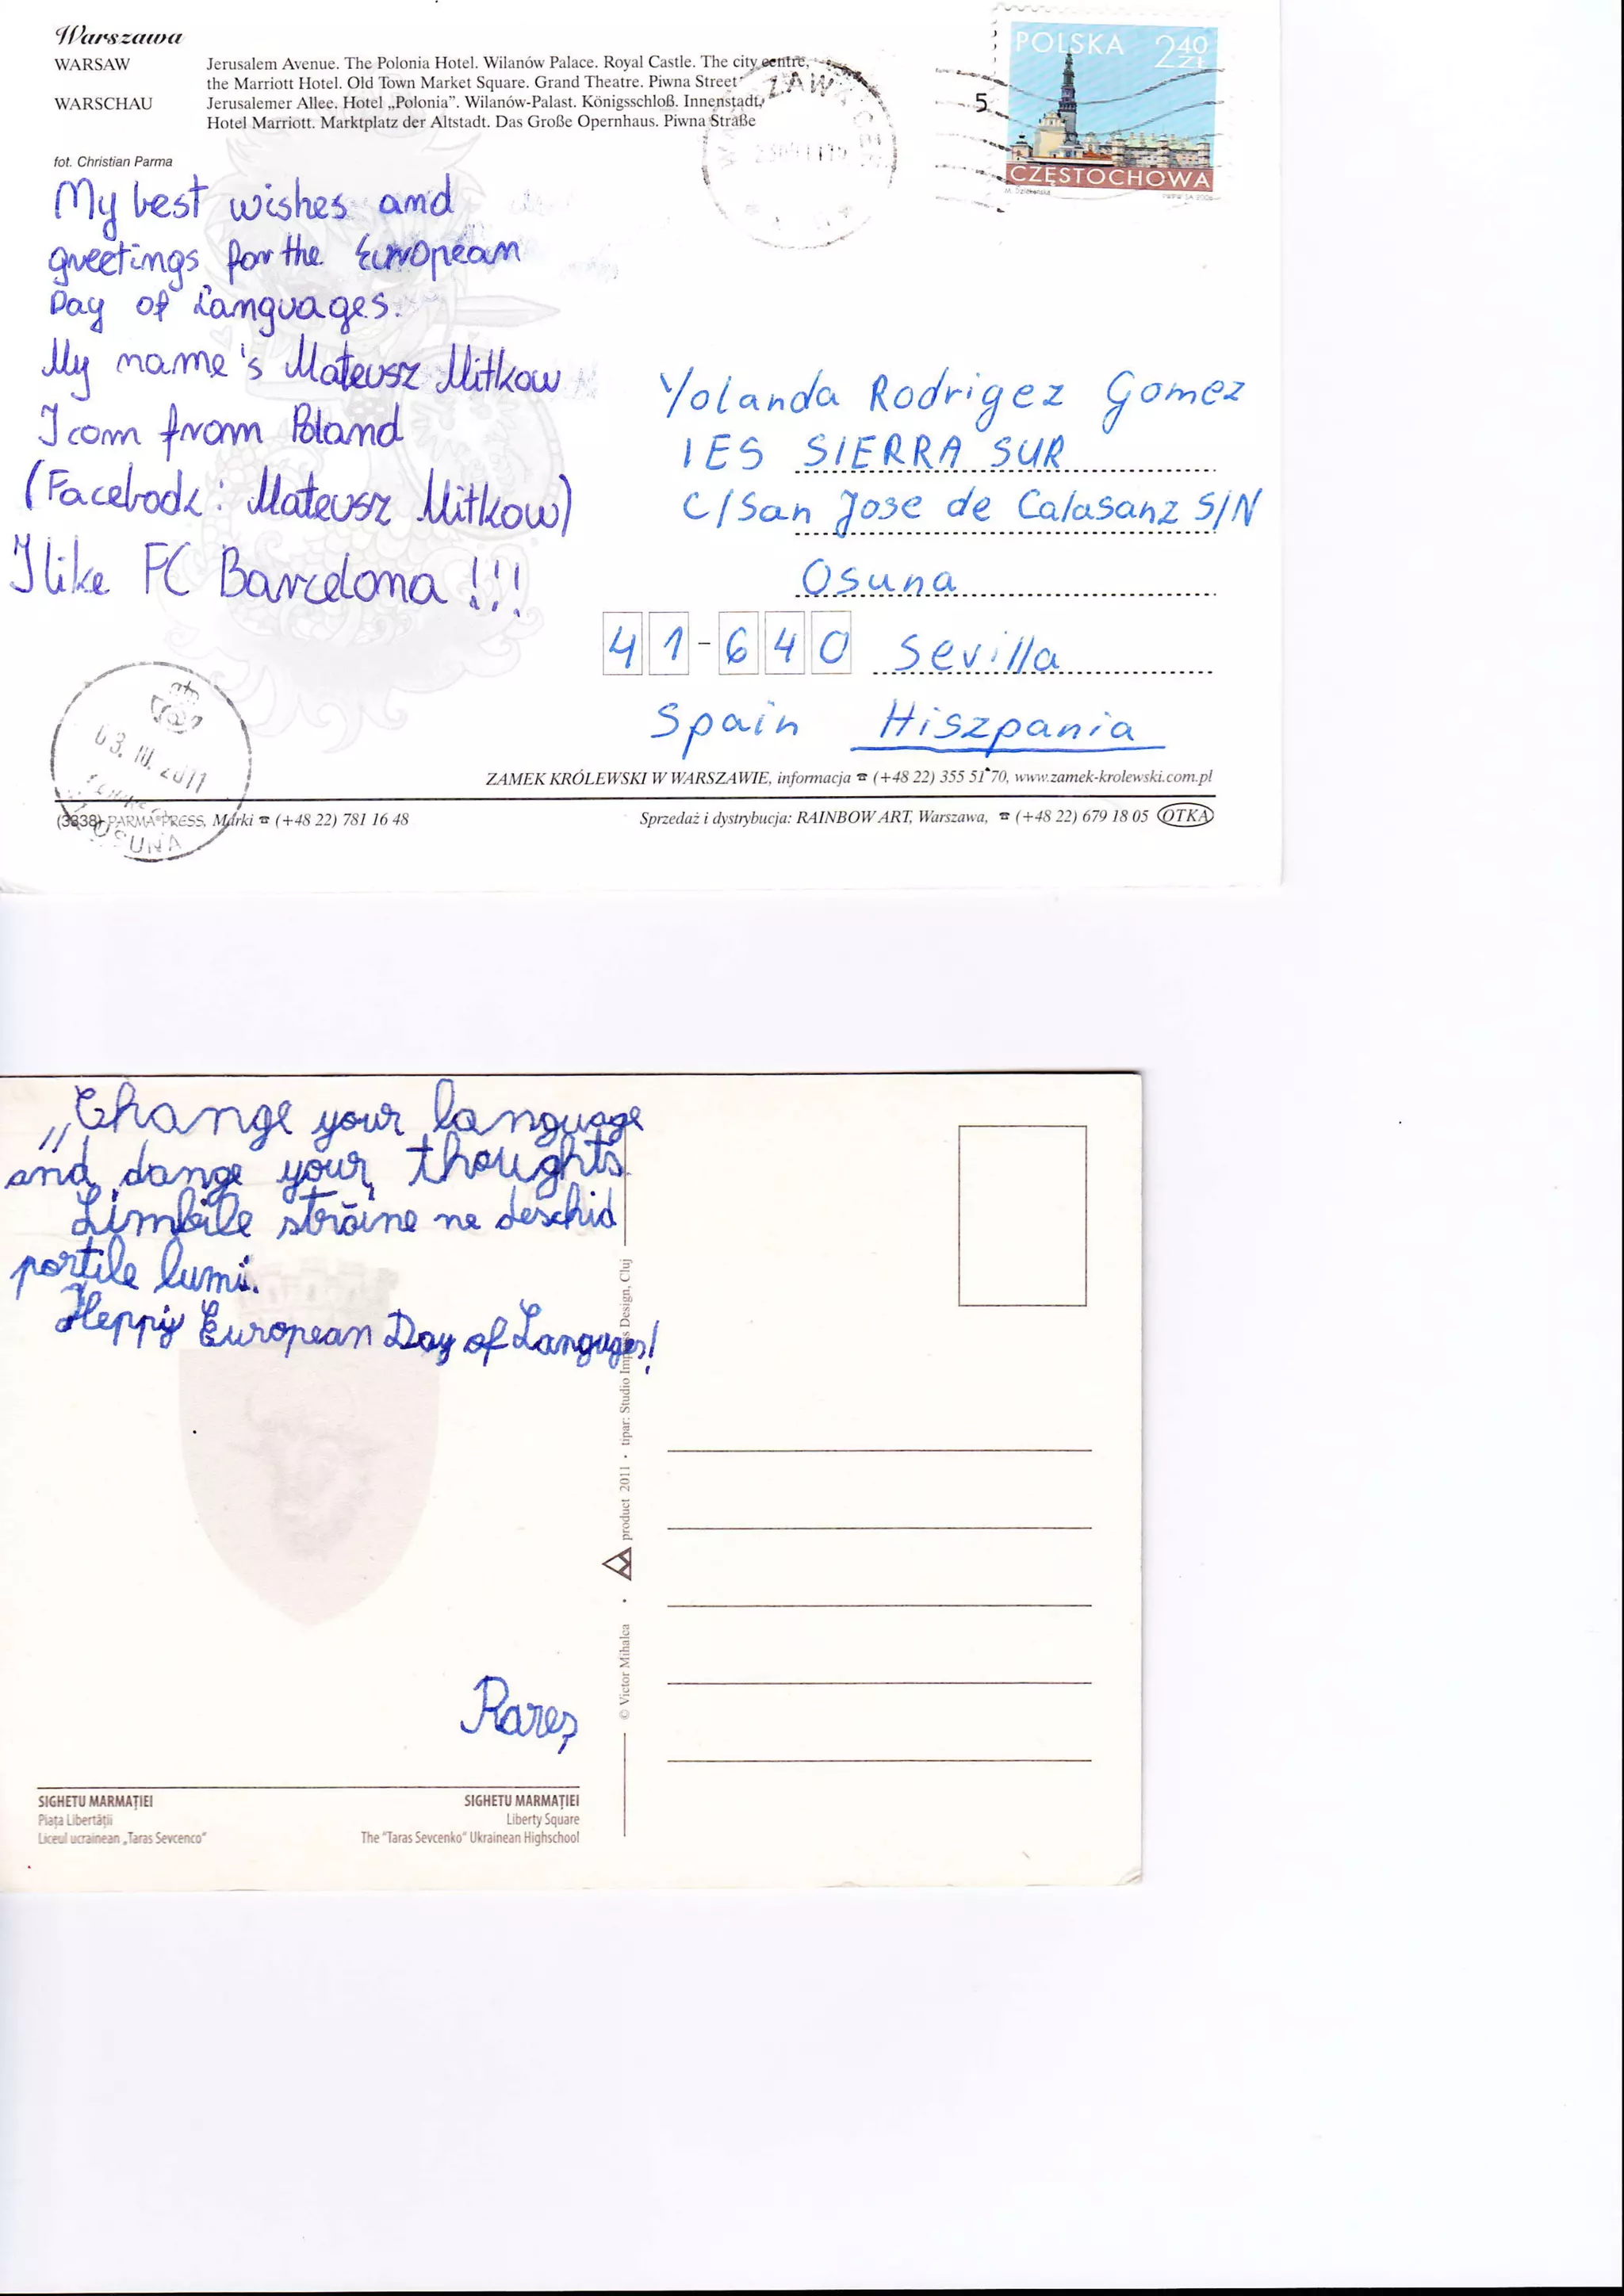 Warszawa
WARSAW
Jerusalem Avenue. The Polonia Hotel. Wilanów Palace. Royal Castle. The city centre,
the Marriott Hotel. Old Town Market Square. Grand Theatre. Piwna Street
WARSCHAU
Jerusalemer Allee. Hotel „Polonia”. Wilanów-Palast. Königsschloß. Innenstadt,
Hotel Marriott. Marktplatz der Altstadt. Das Große Opernhaus. Piwna Straße
fot. Christian Parma
POLSKA 240 ZŁ
CZĘSTOCHOWA
5
My best wishes and
greetings for the European
Day of Languages.
My name's Mateusz Mitkow
I com from Poland
(Facebook: Mateusz Mitkow)
I like FC Barcelona !!!
Yolanda Rodrigez Gomez
IES SIERRA SUR
C/San Jose de Calasanz S/N
Osuna
41-640 Sevilla
Spain Hiszpania
03. 10. 2011
OSUNA
ZAMEK KRÓLEWSKI W WARSZAWIE, informacja ☎ (+48 22) 355 51 70, www.zamek-krolewski.com.pl
(3338) PARMA PRESS, Marki ☎ (+48 22) 781 16 48
Sprzedaż i dystrybucja: RAINBOW ART, Warszawa, ☎ (+48 22) 679 18 05 OTKA
„Change your language
and change your thoughts.
Limbile străine ne deschid
portile lumii.
Heppy European Day of Languges!
Rareș
© Victor Mihalca • product 2011 • tipar: Studio Impress Design, Cluj
SIGHETU MARMAȚIEI
Piața Libertății
Liceul ucrainean „Taras Sevcenco”
SIGHETU MARMAȚIEI
Liberty Square
The "Taras Sevcenko" Ukrainean Highschool